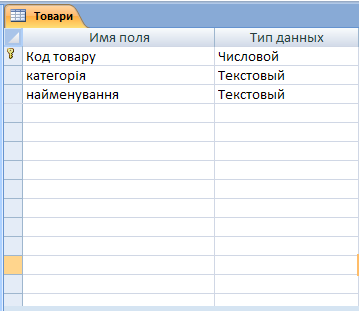 Товари
Имя поля Тип данных
Код товару Числовой
категорія Текстовый
найменування Текстовый